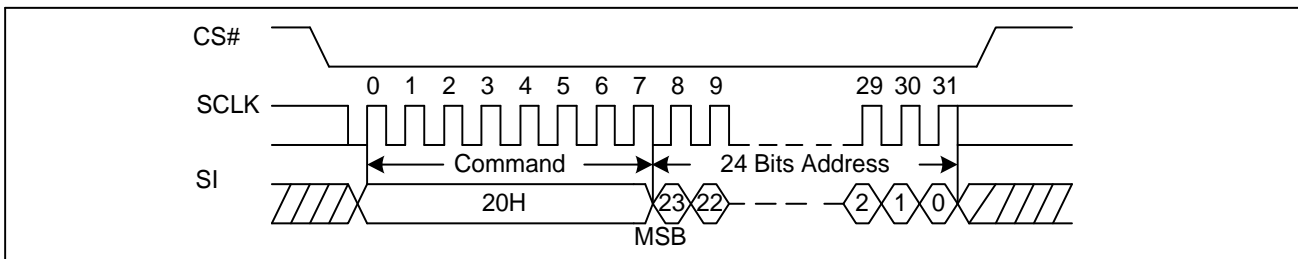 CS#
0 1 2 3 4 5 6 7 8 9 29 30 31
SCLK
Command 24 Bits Address
SI
20H 23 22 2 1 0
MSB